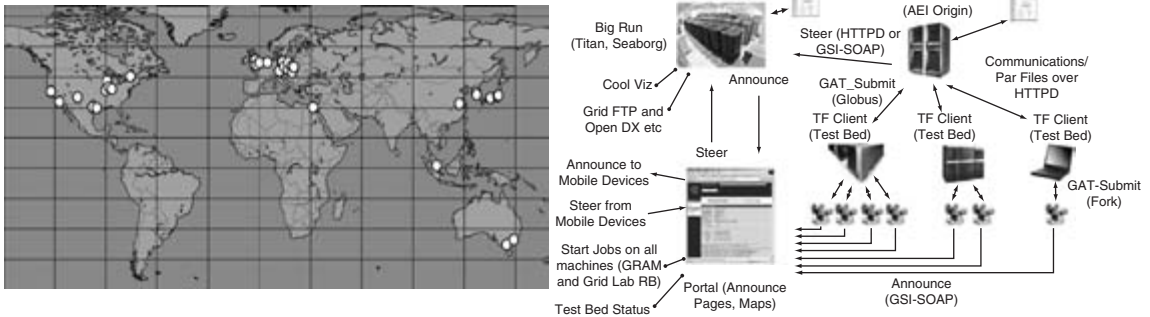 Big Run
(Titan, Seaborg)
(AEI Origin)
Steer (HTTPD or
GSI-SOAP)
Cool Viz
Announce
Communications/
Par Files over
HTTPD
GAT_Submit
(Globus)
Grid FTP and
Open DX etc
TF Client
(Test Bed)
TF Client
(Test Bed)
TF Client
(Test Bed)
Steer
Announce to
Mobile Devices
Steer from
Mobile Devices
GAT-Submit
(Fork)
Start Jobs on all
machines (GRAM
and Grid Lab RB)
Test Bed Status
Portal (Announce
Pages, Maps)
Announce
(GSI-SOAP)